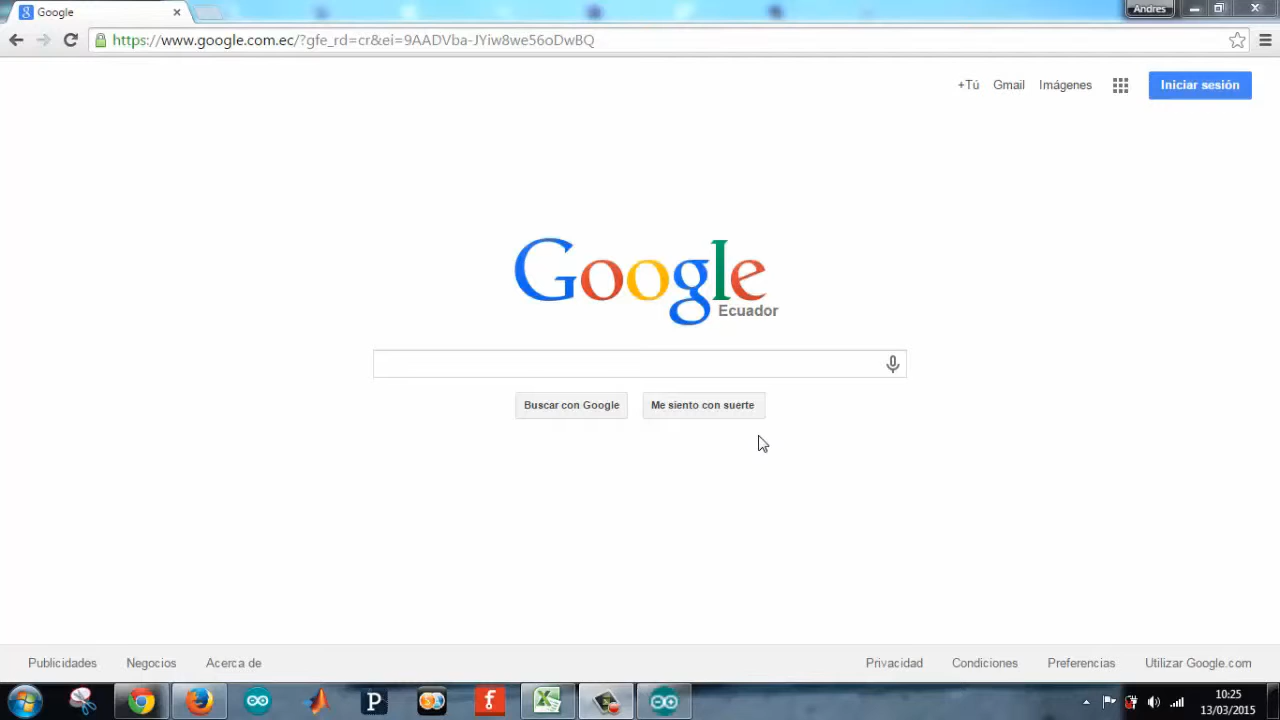 Google
Andres
https://www.google.com.ec/?gfe_rd=cr&ei=9AADVba-JYiw8we56oDwBQ
+Tú Gmail Imágenes Iniciar sesión
Google
Ecuador
Buscar con Google Me siento con suerte
Publicidades Negocios Acerca de Privacidad Condiciones Preferencias Utilizar Google.com
10:25
13/03/2015